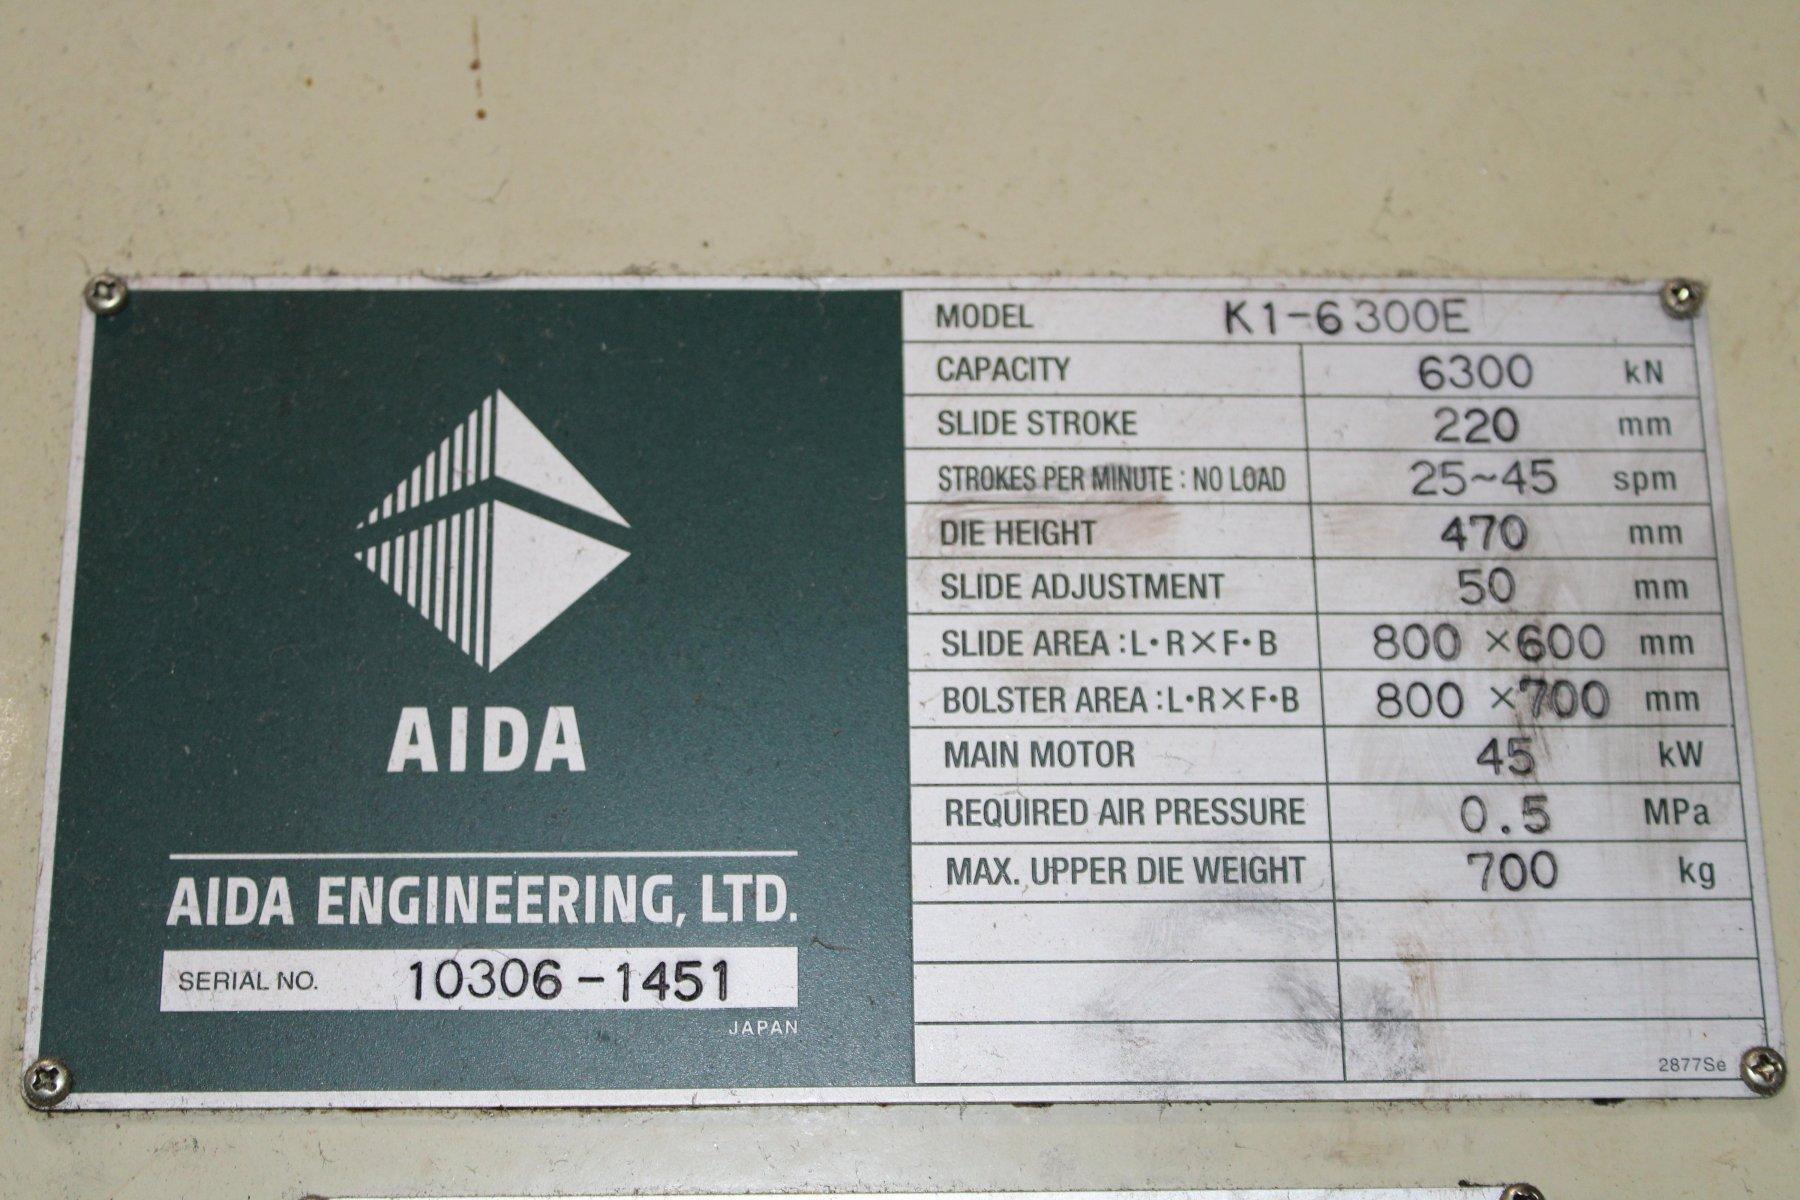 AIDA
AIDA ENGINEERING, LTD.
SERIAL NO. 10306-1451
JAPAN
MODEL K1-6300E
CAPACITY 6300 kN
SLIDE STROKE 220 mm
STROKES PER MINUTE : NO LOAD 25~45 spm
DIE HEIGHT 470 mm
SLIDE ADJUSTMENT 50 mm
SLIDE AREA : L·R×F·B 800 ×600 mm
BOLSTER AREA : L·R×F·B 800 ×700 mm
MAIN MOTOR 45 kW
REQUIRED AIR PRESSURE 0.5 MPa
MAX. UPPER DIE WEIGHT 700 kg
2877Se